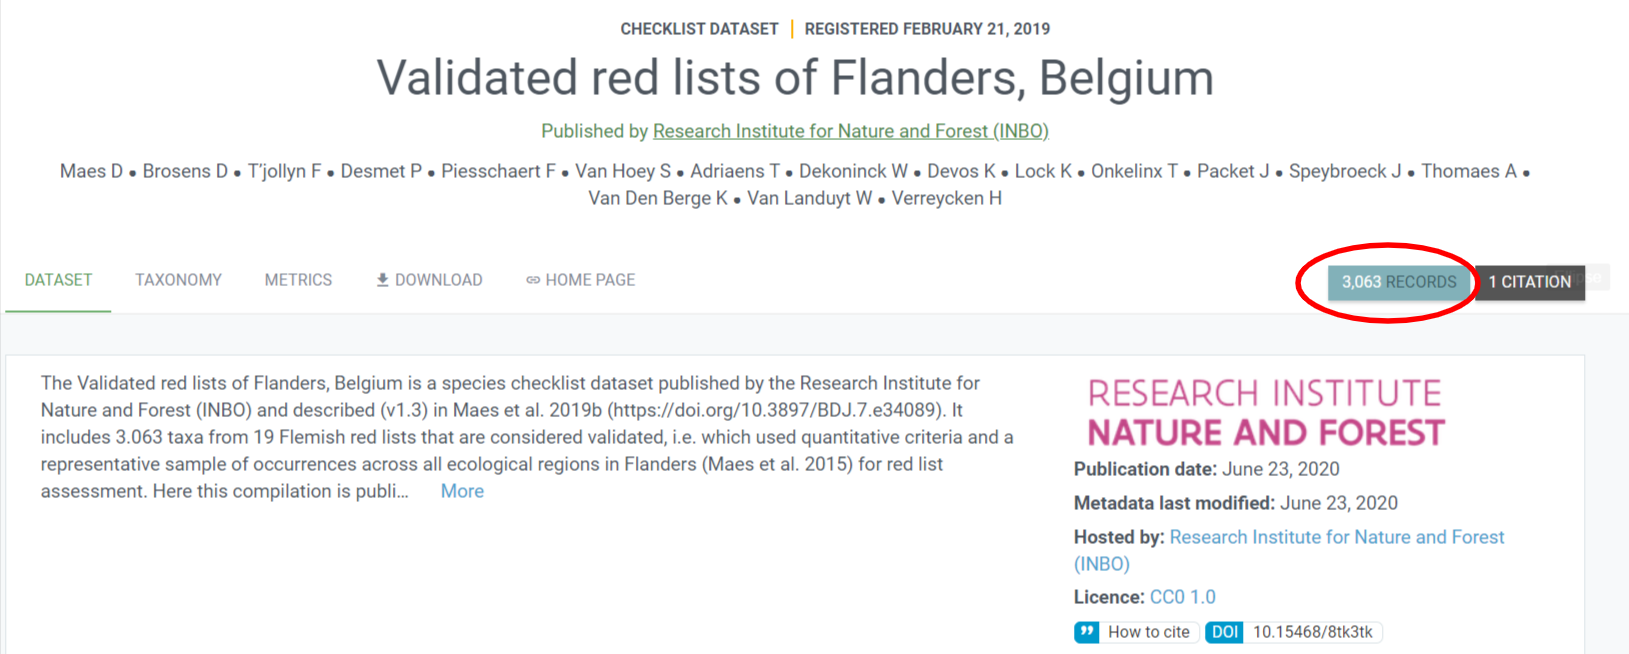 CHECKLIST DATASET | REGISTERED FEBRUARY 21, 2019
Validated red lists of Flanders, Belgium
Published by Research Institute for Nature and Forest (INBO)
Maes D • Brosens D • T'jollyn F • Desmet P • Piesschaert F • Van Hoey S • Adriaens T • Dekoninck W • Devos K • Lock K • Onkelinx T • Packet J • Speybroeck J • Thomaes A •
Van Den Berge K • Van Landuyt W • Verreycken H
DATASET TAXONOMY METRICS DOWNLOAD HOME PAGE 3,063 RECORDS 1 CITATION
The Validated red lists of Flanders, Belgium is a species checklist dataset published by the Research Institute for
Nature and Forest (INBO) and described (v1.3) in Maes et al. 2019b (https://doi.org/10.3897/BDJ.7.e34089). It
includes 3.063 taxa from 19 Flemish red lists that are considered validated, i.e. which used quantitative criteria and a
representative sample of occurrences across all ecological regions in Flanders (Maes et al. 2015) for red list
assessment. Here this compilation is publi... More
RESEARCH INSTITUTE
NATURE AND FOREST
Publication date: June 23, 2020
Metadata last modified: June 23, 2020
Hosted by: Research Institute for Nature and Forest
(INBO)
Licence: CC0 1.0
How to cite DOI 10.15468/8tk3tk